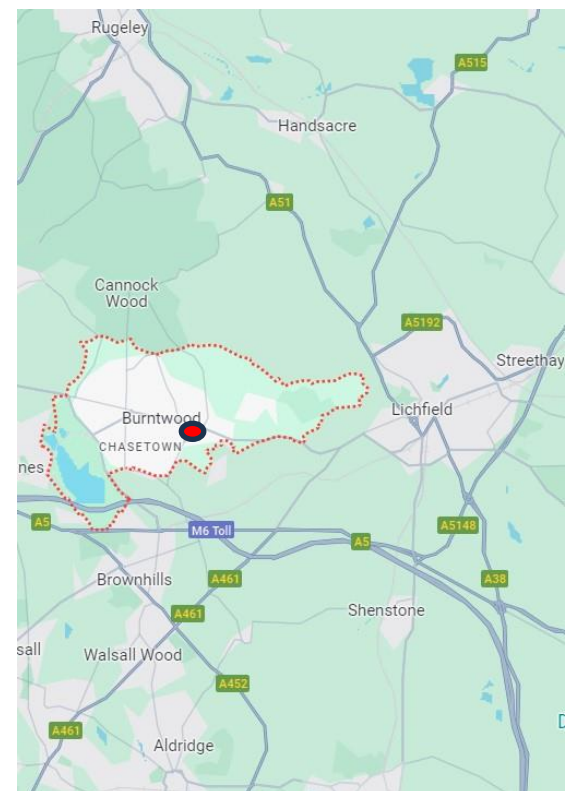 Rugeley
A515
Handsacre
A51
Cannock
Wood
A5192
Streethay
Lichfield
Burntwood
CHASETOWN
nes
A5
M6 Toll
A5
A5148
A38
Brownhills
A461
Shenstone
A461
sall
Walsall Wood
A452
A461
D
Aldridge